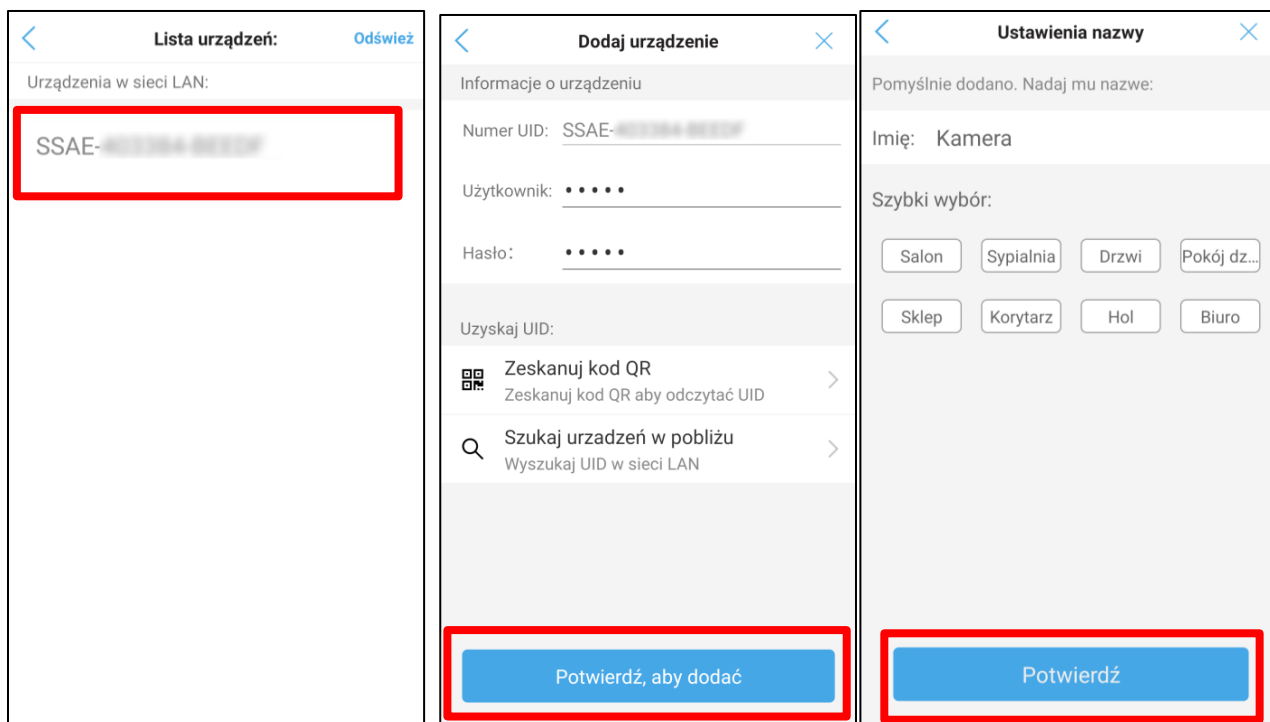 Lista urządzeń:
Odśwież
Urządzenia w sieci LAN:
SSAE-
Dodaj urządzenie
Informacje o urządzeniu
Numer UID: SSAE-
Użytkownik: •••••
Hasło: •••••
Uzyskaj UID:
Zeskanuj kod QR
Zeskanuj kod QR aby odczytać UID
Szukaj urzadzeń w pobliżu
Wyszukaj UID w sieci LAN
Potwierdź, aby dodać
Ustawienia nazwy
Pomyślnie dodano. Nadaj mu nazwe:
Imię: Kamera
Szybki wybór:
Salon Sypialnia Drzwi Pokój dz...
Sklep Korytarz Hol Biuro
Potwierdź